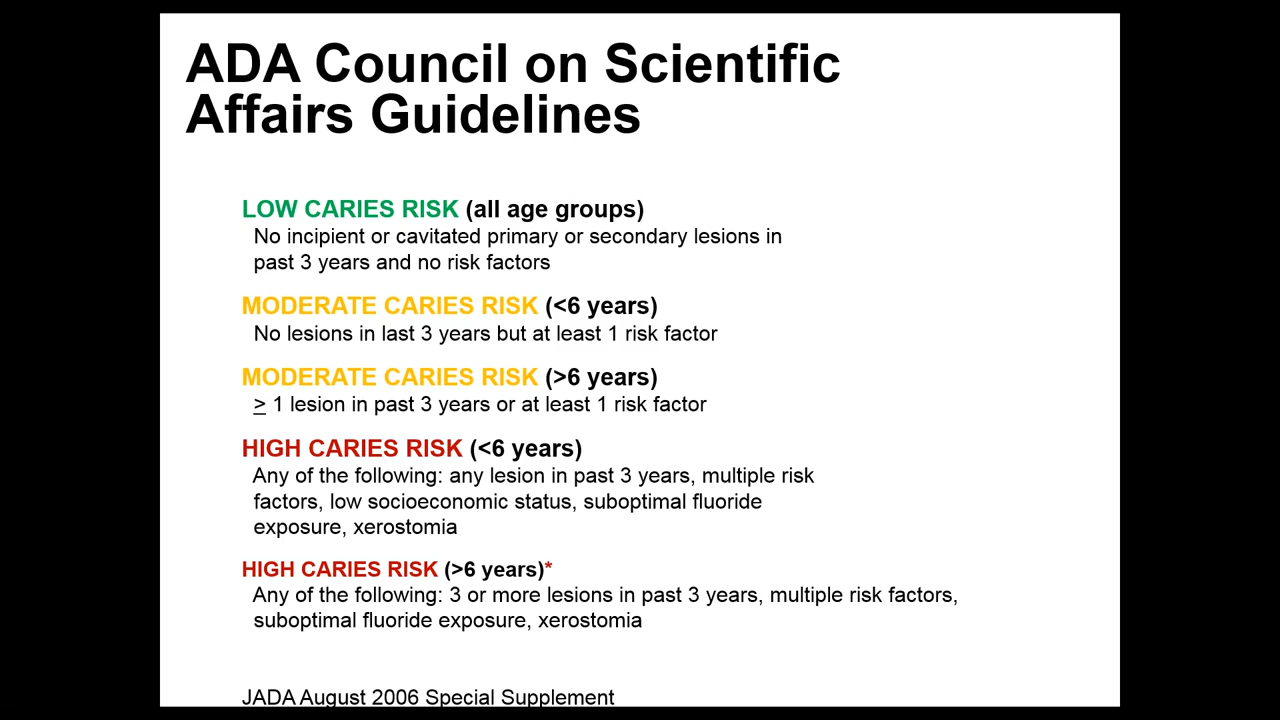 ADA Council on Scientific
Affairs Guidelines
LOW CARIES RISK (all age groups)
No incipient or cavitated primary or secondary lesions in
past 3 years and no risk factors
MODERATE CARIES RISK (<6 years)
No lesions in last 3 years but at least 1 risk factor
MODERATE CARIES RISK (>6 years)
≥ 1 lesion in past 3 years or at least 1 risk factor
HIGH CARIES RISK (<6 years)
Any of the following: any lesion in past 3 years, multiple risk
factors, low socioeconomic status, suboptimal fluoride
exposure, xerostomia
HIGH CARIES RISK (>6 years)*
Any of the following: 3 or more lesions in past 3 years, multiple risk factors,
suboptimal fluoride exposure, xerostomia
JADA August 2006 Special Supplement